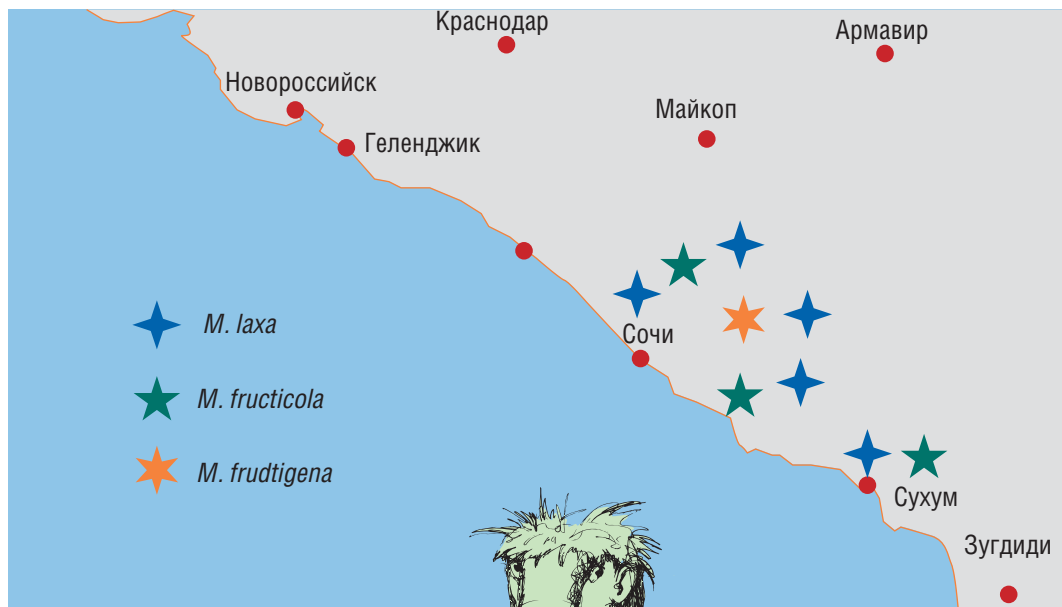 Краснодар
Армавир
Новороссийск
Майкоп
Геленджик
M. laxa
Сочи
M. fructicola
M. frudtigena
Сухум
Зугдиди